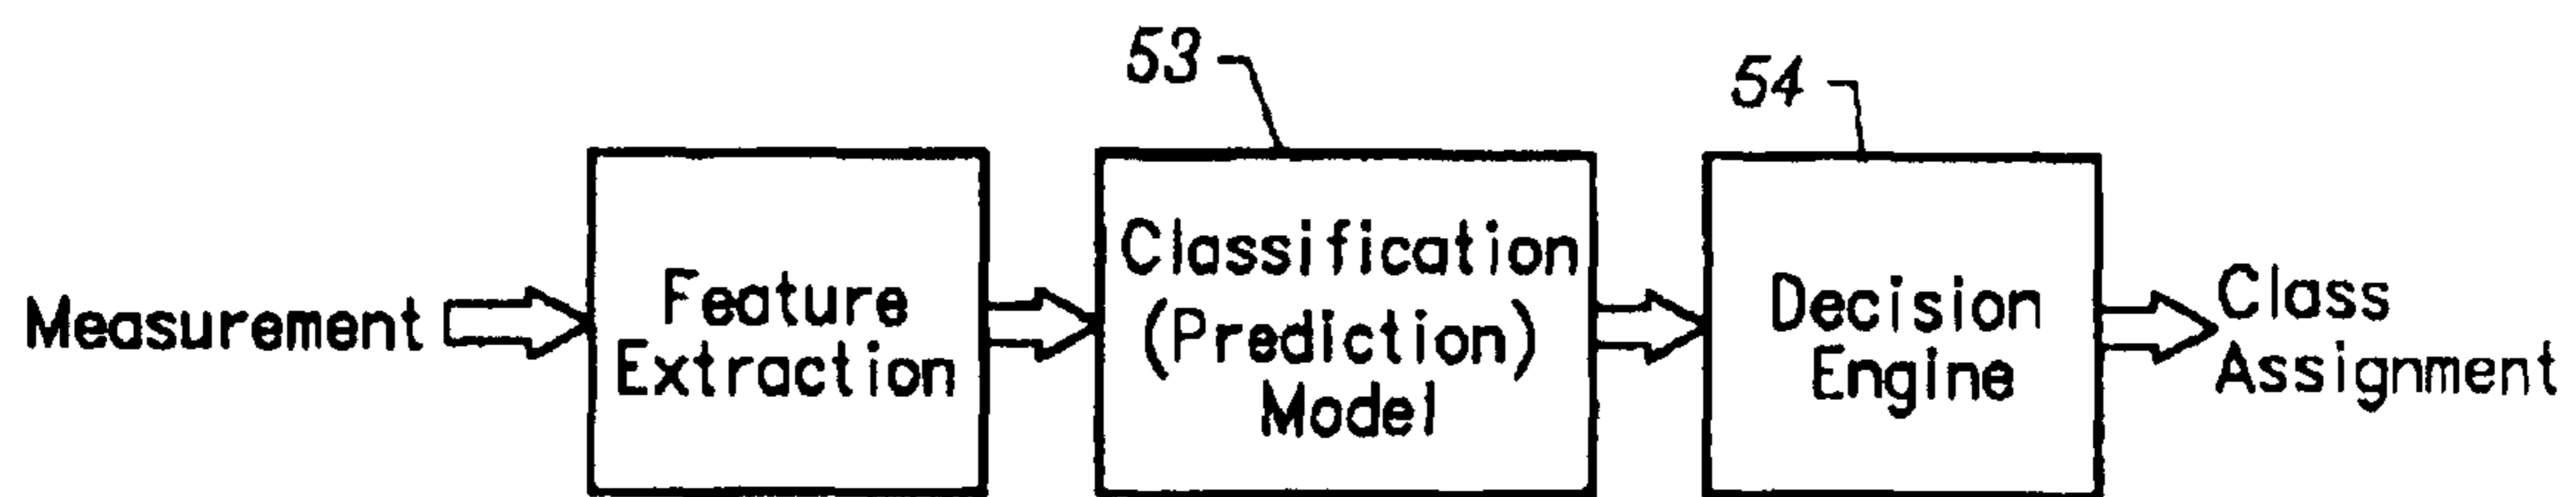 53
54
Measurement
Feature
Extraction
Classification
(Prediction)
Model
Decision
Engine
Class
Assignment